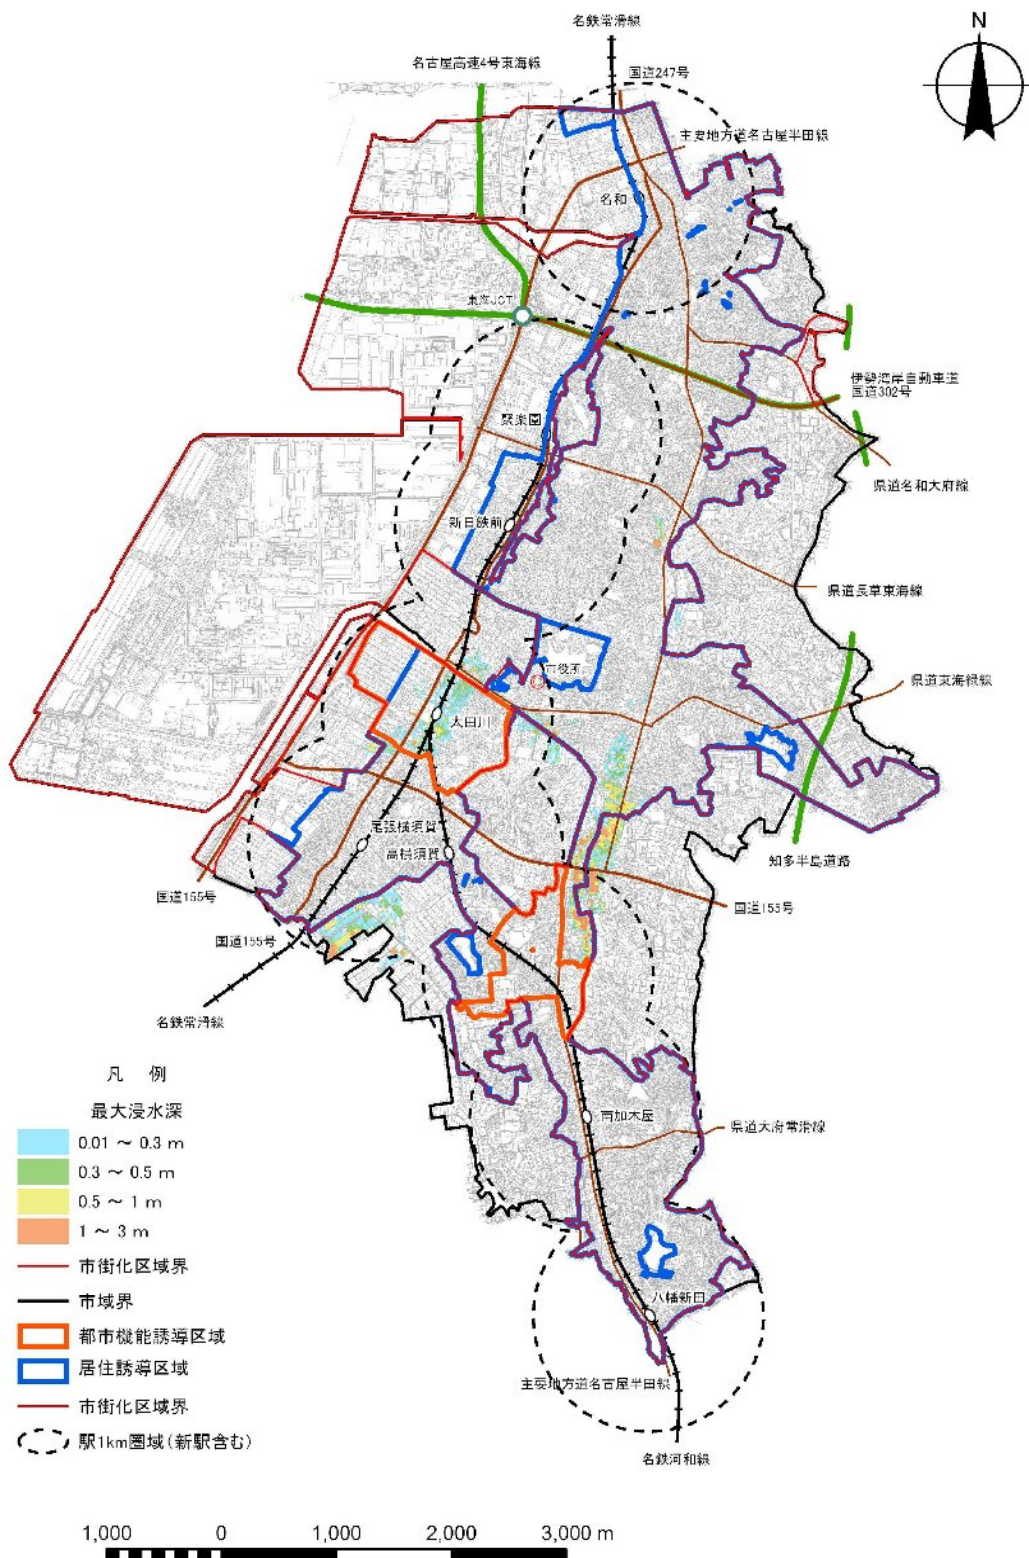 名鉄常滑線
N
名古屋高速4号東海線
国道247号
主要地方道名古屋半田線
名和
東海JCT
伊勢湾岸自動車道
国道302号
聚楽園
県道名和大府線
新日鉄前
県道長草東海線
市役所
県道東海緑線
太田川
尾張横須賀
高横須賀
知多半島道路
国道155号
国道155号
国道155号
名鉄常滑線
凡 例
最大浸水深
0.01 ～ 0.3 m
0.3 ～ 0.5 m
0.5 ～ 1 m
1 ～ 3 m
市街化区域界
市域界
都市機能誘導区域
居住誘導区域
市街化区域界
駅1km圏域(新駅含む)
南加木屋
県道大府常滑線
八幡新田
主要地方道名古屋半田線
名鉄河和線
1,000 0 1,000 2,000 3,000 m